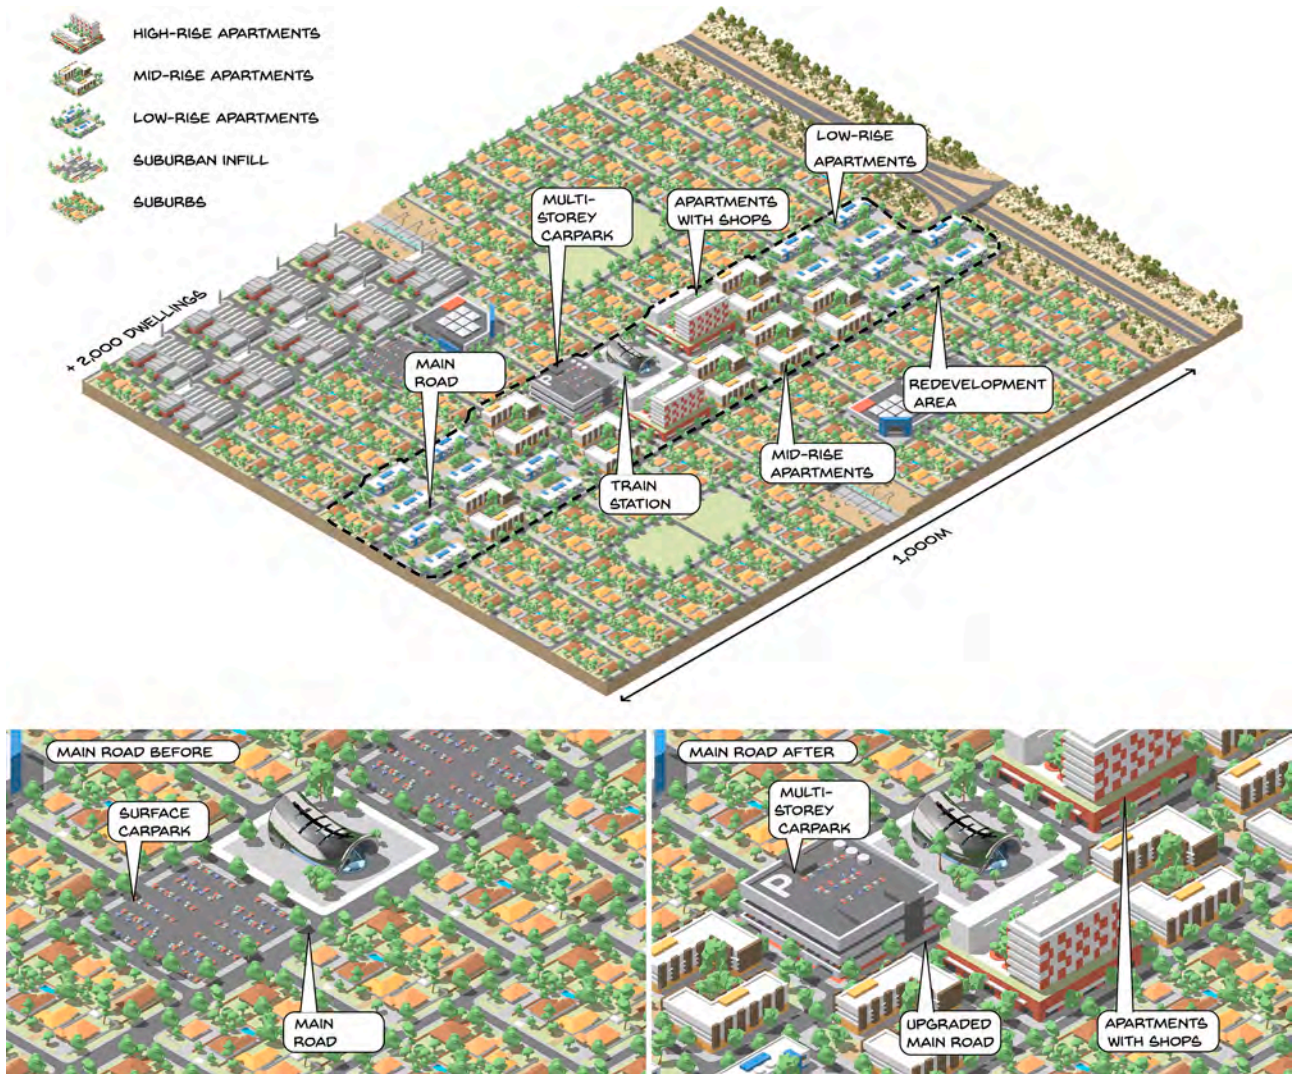 HIGH-RISE APARTMENTS
MID-RISE APARTMENTS
LOW-RISE APARTMENTS
SUBURBAN INFILL
SUBURBS
LOW-RISE
APARTMENTS
MULTI-
STOREY
CARPARK
APARTMENTS
WITH SHOPS
+ 2,000 DWELLINGS
MAIN
ROAD
REDEVELOPMENT
AREA
MID-RISE
APARTMENTS
TRAIN
STATION
1,000M
MAIN ROAD BEFORE
SURFACE
CARPARK
MAIN
ROAD
MAIN ROAD AFTER
MULTI-
STOREY
CARPARK
P
UPGRADED
MAIN ROAD
APARTMENTS
WITH SHOPS